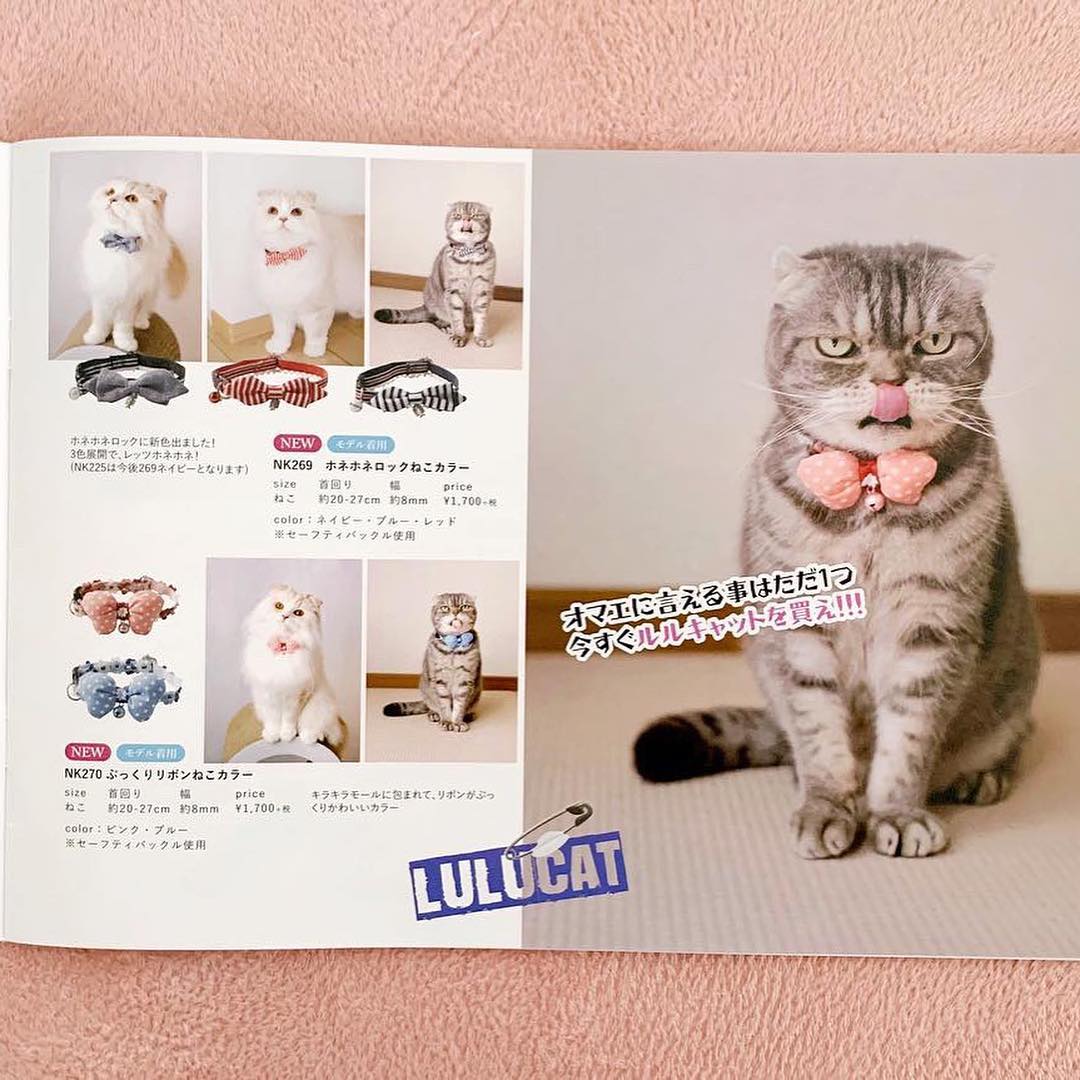 ホネホネロックに新色出ました!
3色展開で、レッツホネホネ!
(NK225は今後269ネイビーとなります)
NEW モデル着用
NK269 ホネホネロックねこカラー
size 首回り 幅 price
ねこ 約20-27cm 約8mm ¥1,700+税
color:ネイビー・ブルー・レッド
※セーフティバックル使用
NEW モデル着用
NK270 ぷっくりリボンねこカラー
size 首回り 幅 price
ねこ 約20-27cm 約8mm ¥1,700+税
color:ピンク・ブルー
※セーフティバックル使用
キラキラモールに包まれて、リボンがぷっ
くりかわいいカラー
LULUCAT
オマエに言える事はただ1つ
今すぐルルキャットを買え!!!